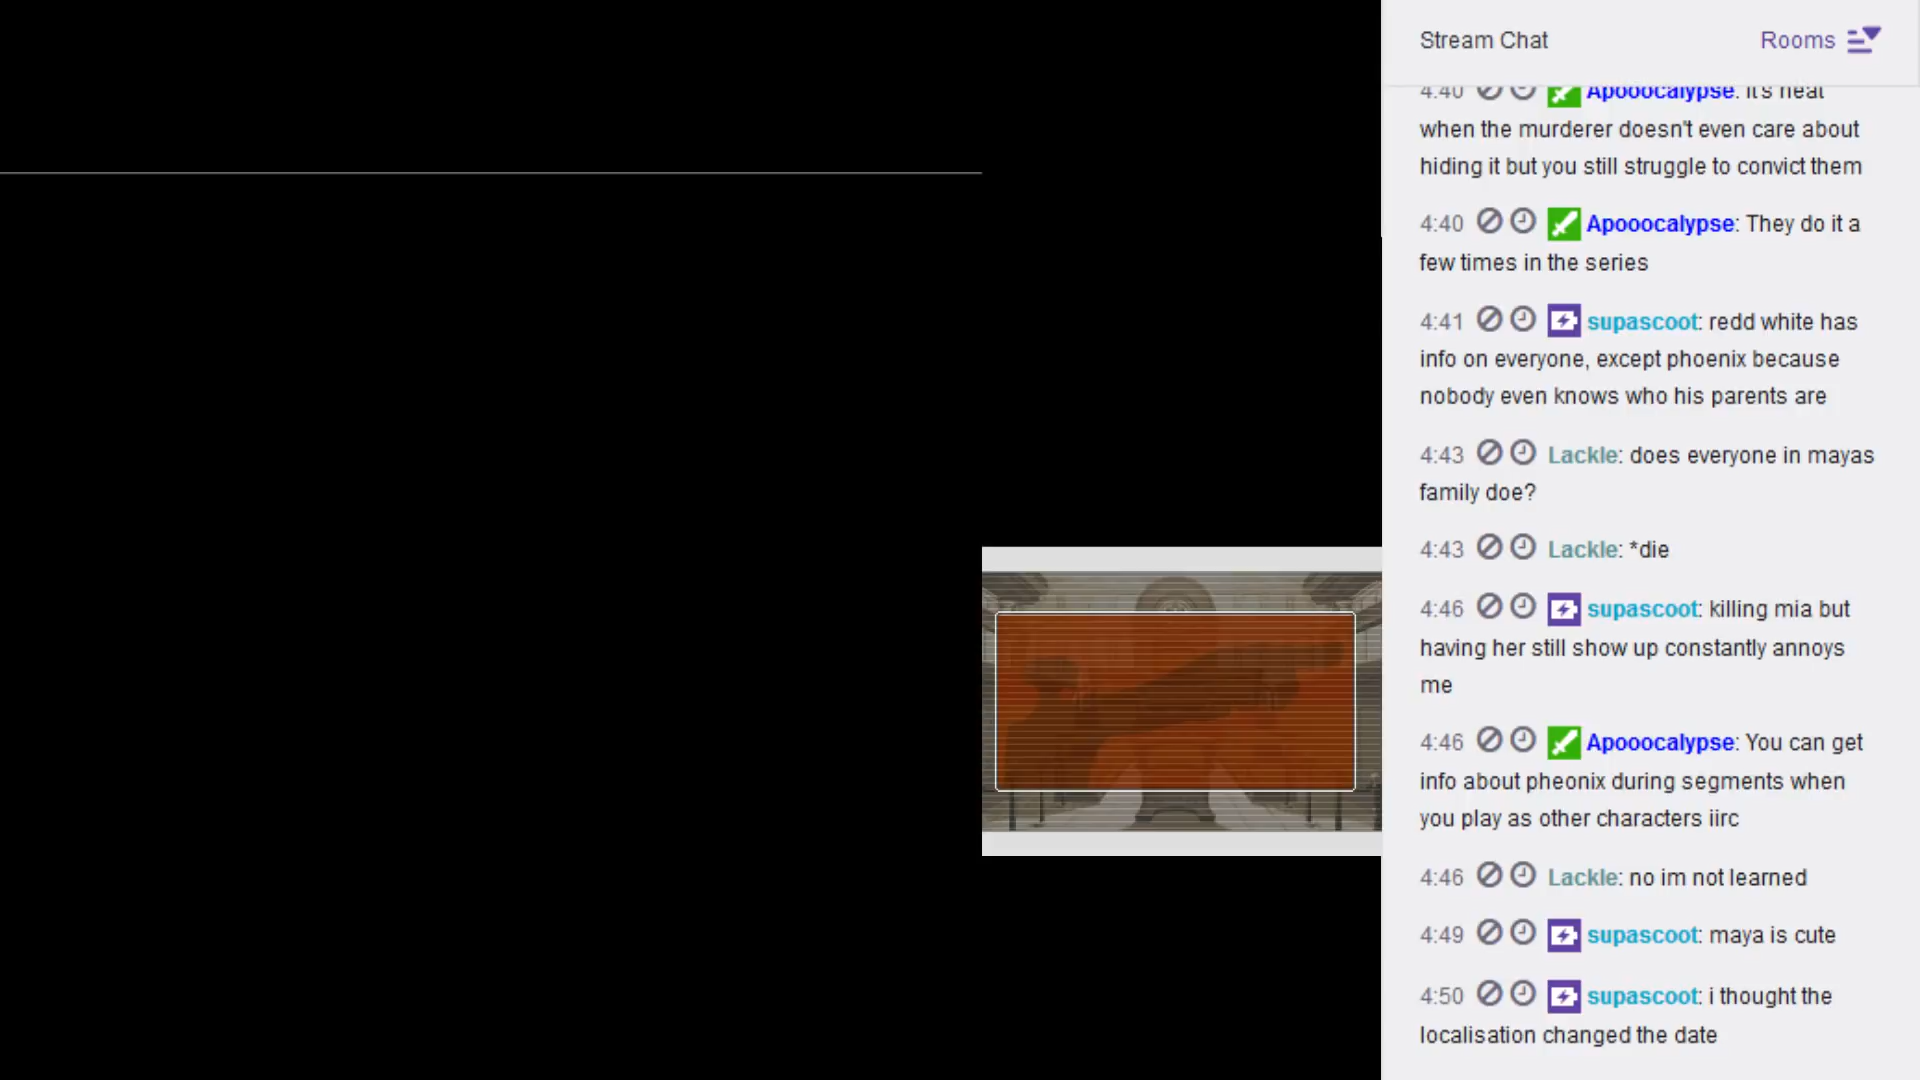 Stream Chat
Rooms
4:40 Apooocalypse: It's neat
when the murderer doesn't even care about
hiding it but you still struggle to convict them
4:40 Apooocalypse: They do it a
few times in the series
4:41 supascoot: redd white has
info on everyone, except phoenix because
nobody even knows who his parents are
4:43 Lackle: does everyone in mayas
family doe?
4:43 Lackle: *die
4:46 supascoot: killing mia but
having her still show up constantly annoys
me
4:46 Apooocalypse: You can get
info about pheonix during segments when
you play as other characters iirc
4:46 Lackle: no im not learned
4:49 supascoot: maya is cute
4:50 supascoot: i thought the
localisation changed the date